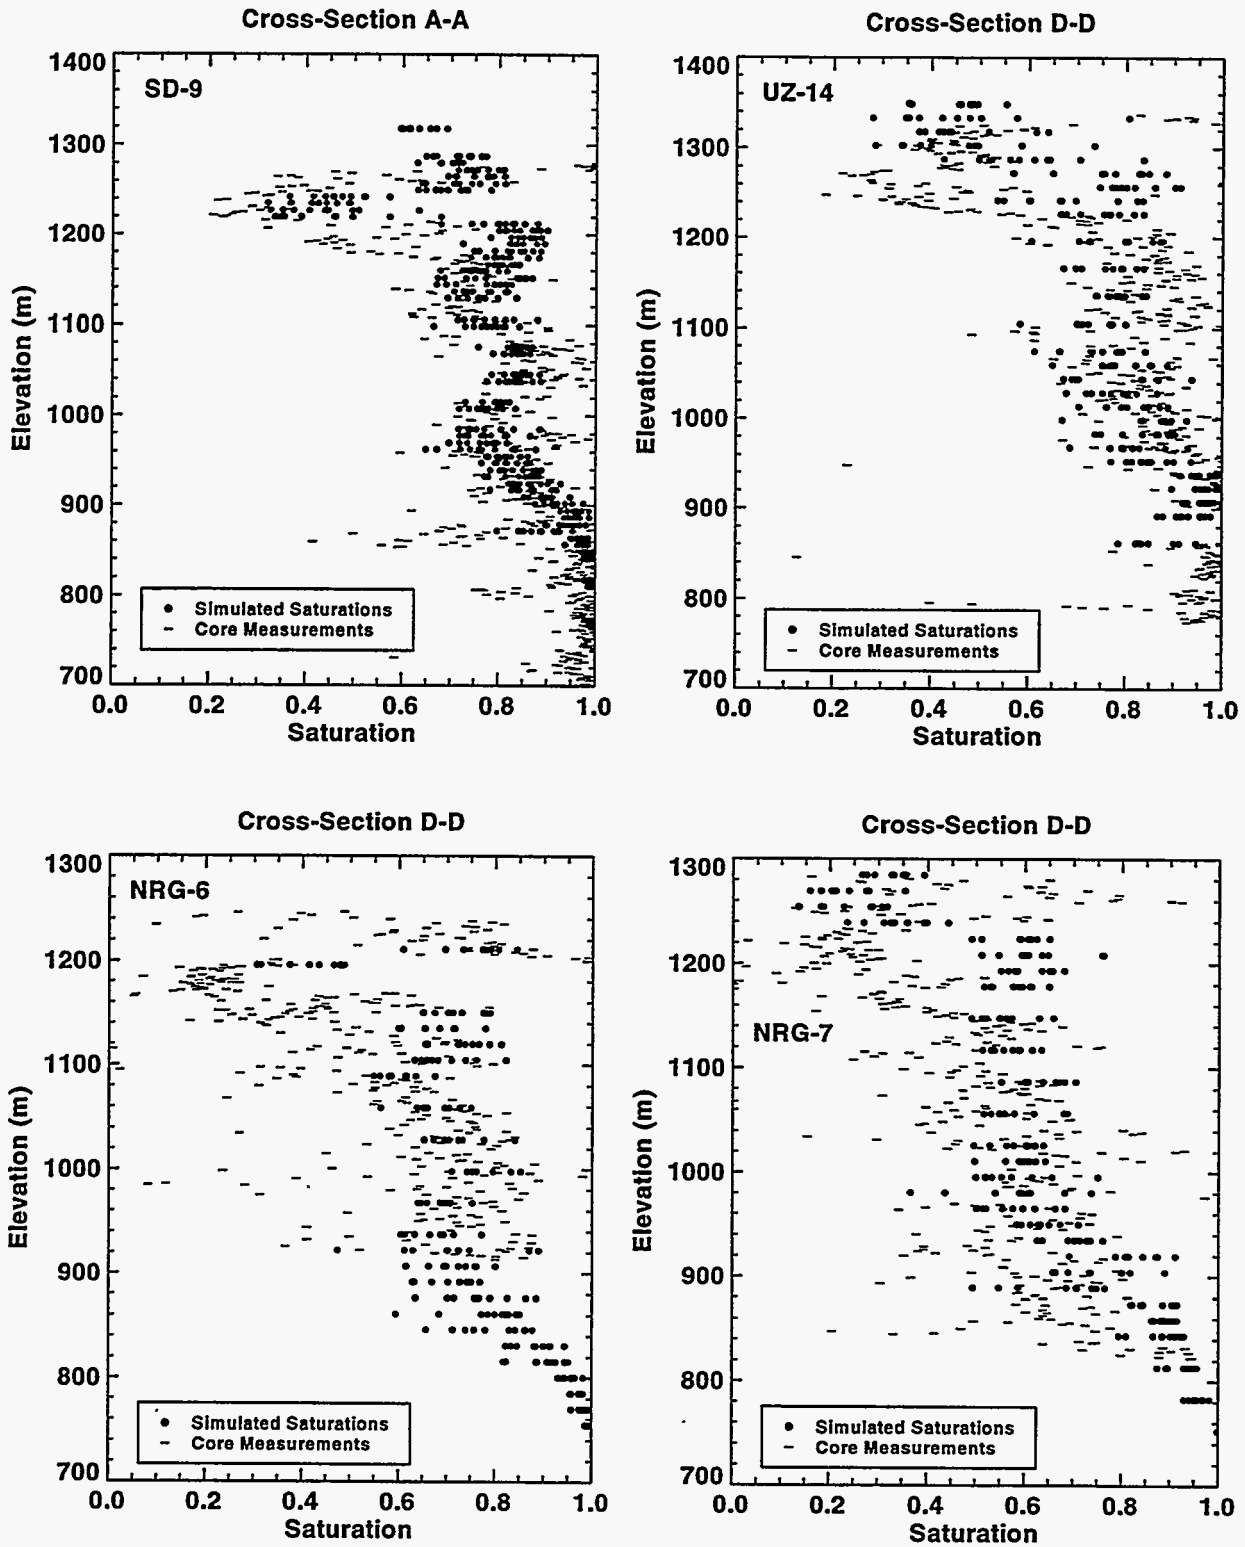 Cross-Section A-A
SD-9
1400
1300
1200
1100
1000
900
800
700
Elevation (m)
Simulated Saturations
Core Measurements
0.0 0.2 0.4 0.6 0.8 1.0
Saturation
Cross-Section D-D
UZ-14
1400
1300
1200
1100
1000
900
800
700
Elevation (m)
Simulated Saturations
Core Measurements
0.0 0.2 0.4 0.6 0.8 1.0
Saturation
Cross-Section D-D
NRG-6
1300
1200
1100
1000
900
800
700
Elevation (m)
Simulated Saturations
Core Measurements
0.0 0.2 0.4 0.6 0.8 1.0
Saturation
Cross-Section D-D
1300
1200
NRG-7
1100
1000
900
800
700
Elevation (m)
Simulated Saturations
Core Measurements
0.0 0.2 0.4 0.6 0.8 1.0
Saturation